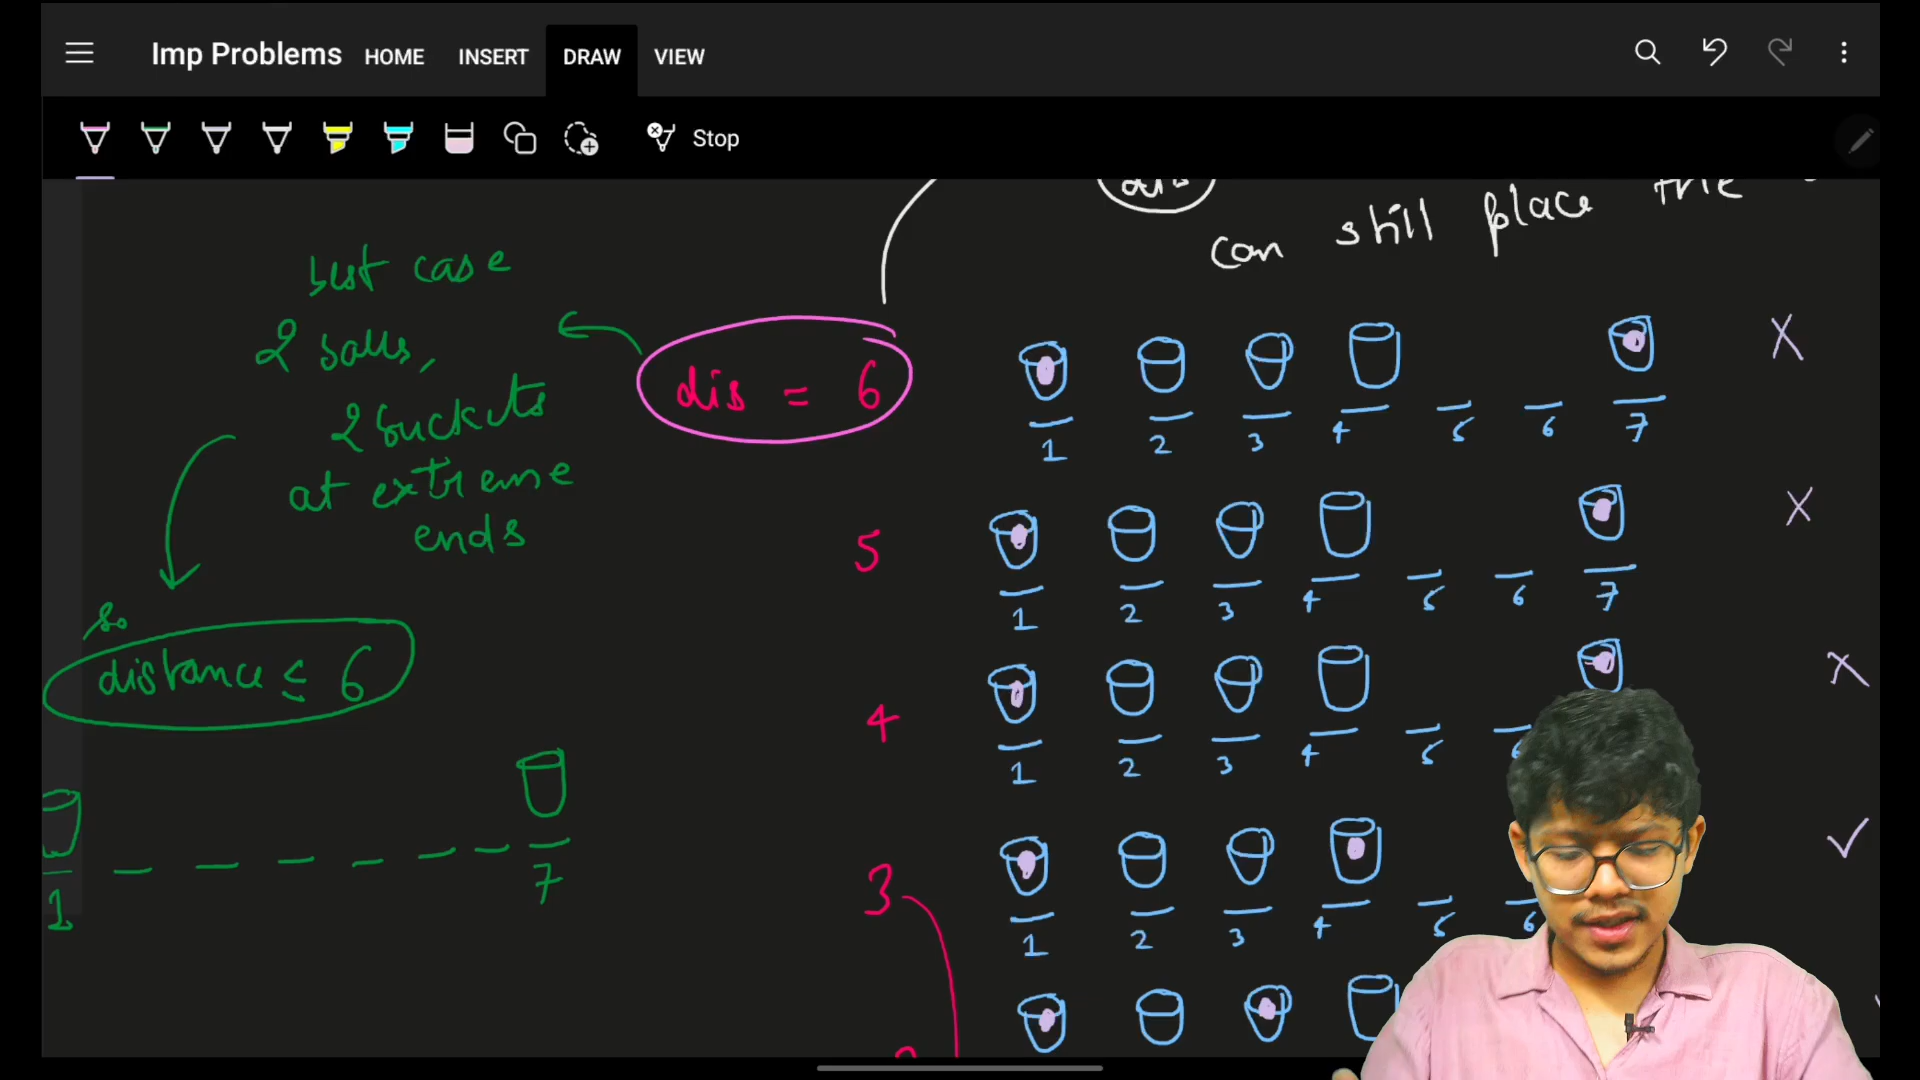 Imp Problems HOME INSERT DRAW VIEW
Stop
can still place the
best case
2 balls,
2 buckets
at extreme
ends
so
distance ≤ 6
1 7
dis = 6
1 2 3 4 5 6 7
X
5
1 2 3 4 5 6 7
X
4
1 2 3 4 5 6
X
3
1 2 3 4 5 6
✓